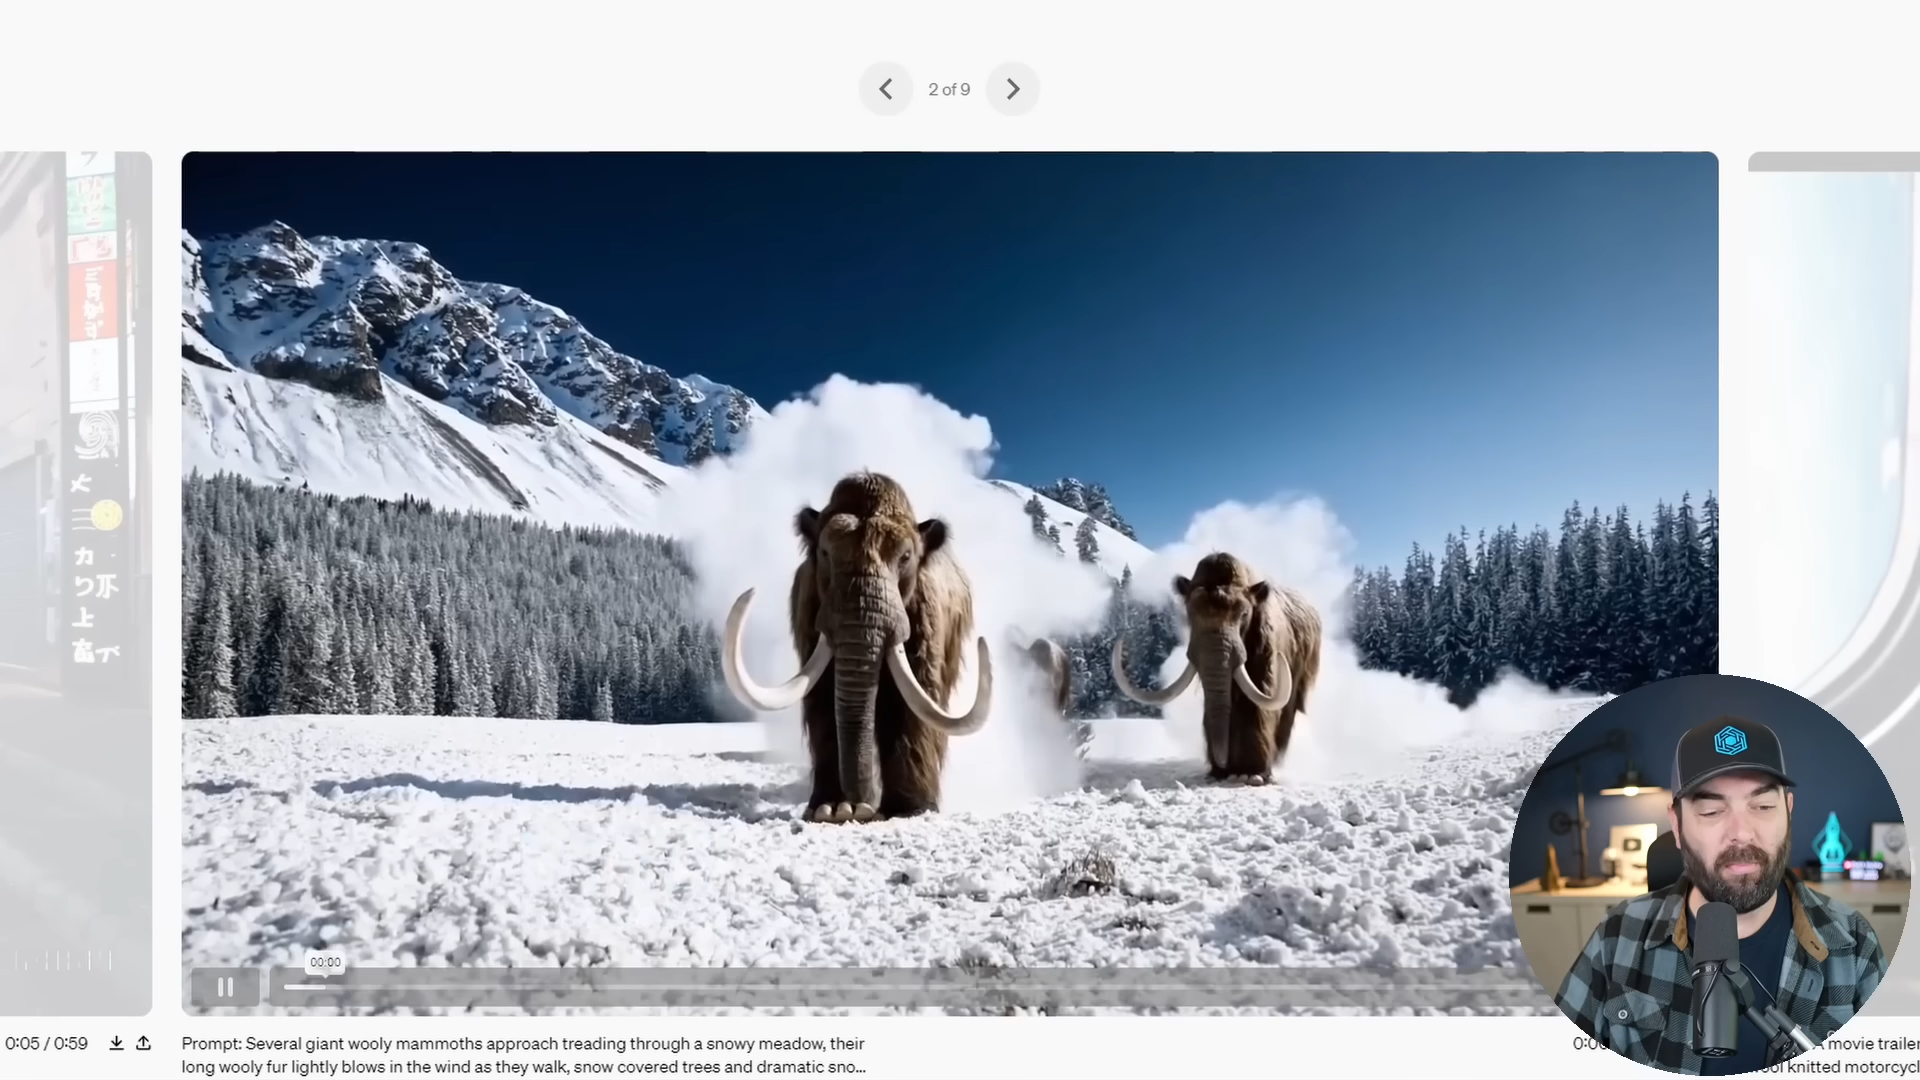 2 of 9
カ
上
00:00
0:05 / 0:59
Prompt: Several giant wooly mammoths approach treading through a snowy meadow, their
long wooly fur lightly blows in the wind as they walk, snow covered trees and dramatic sno...
A movie trailer
knitted motorcycl